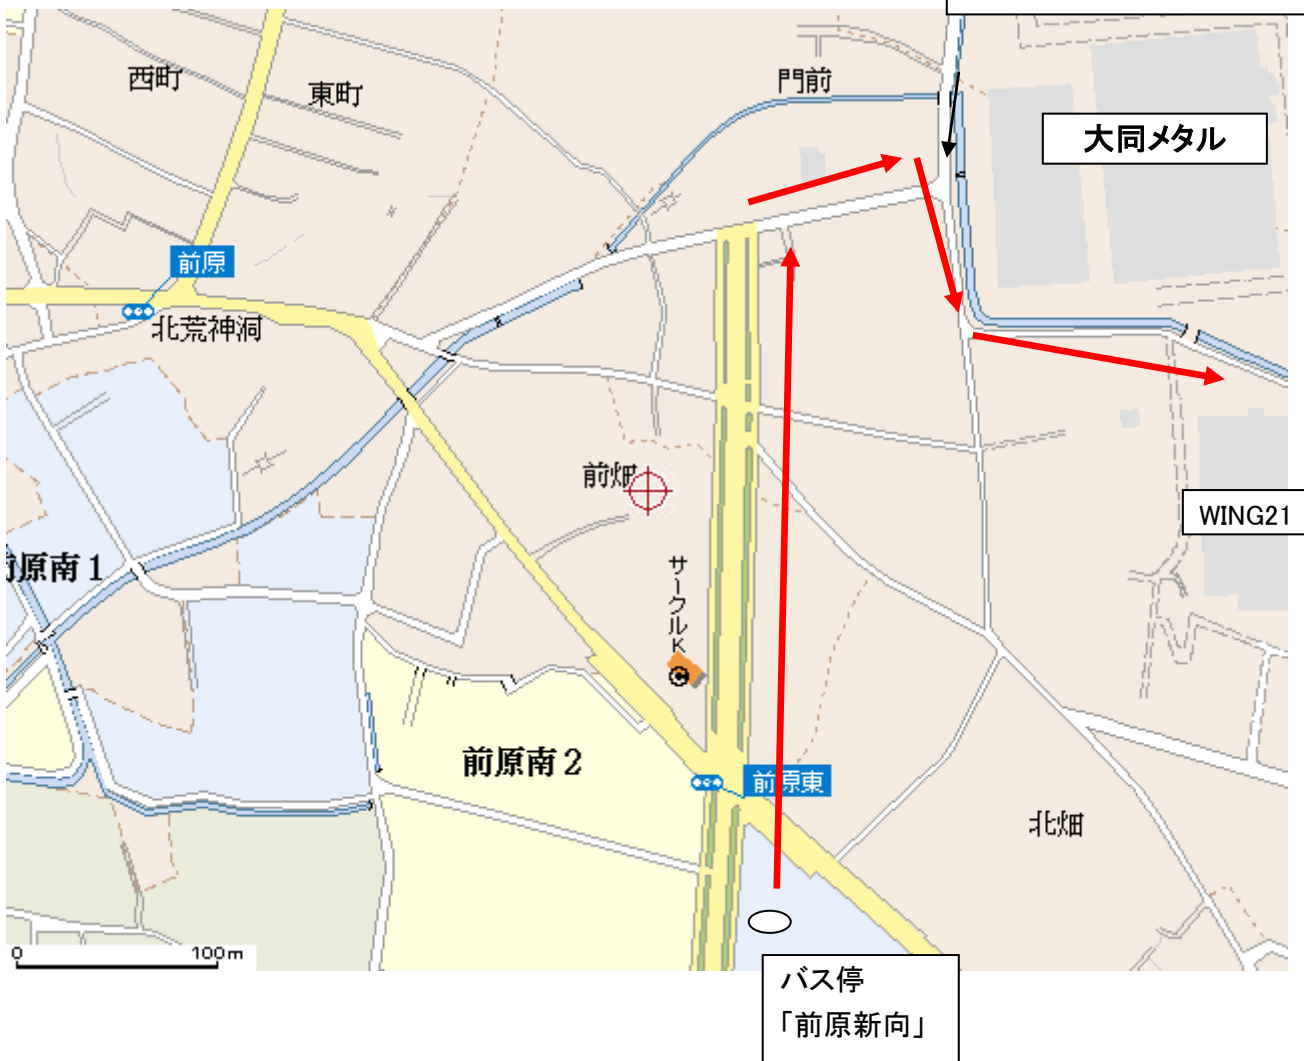 西町
東町
門前
大同メタル
前原
北荒神洞
前畑
WING21
前原南1
サークルK
前原南2
前原東
北畑
0 100m
バス停
「前原新向」